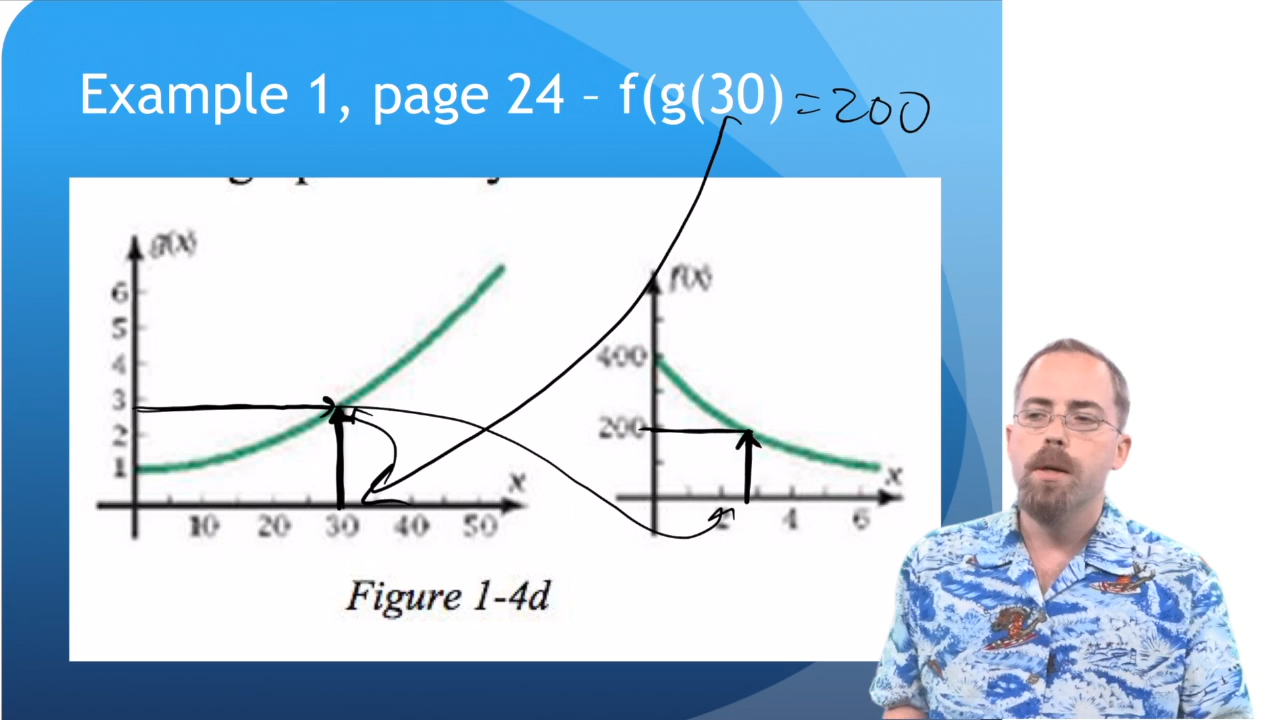 Example 1, page 24 – f(g(30) = 200
g(x)
6
5
4
3
2
1
10 20 30 40 50
x
f(x)
400
200
2 4 6
x
Figure 1-4d